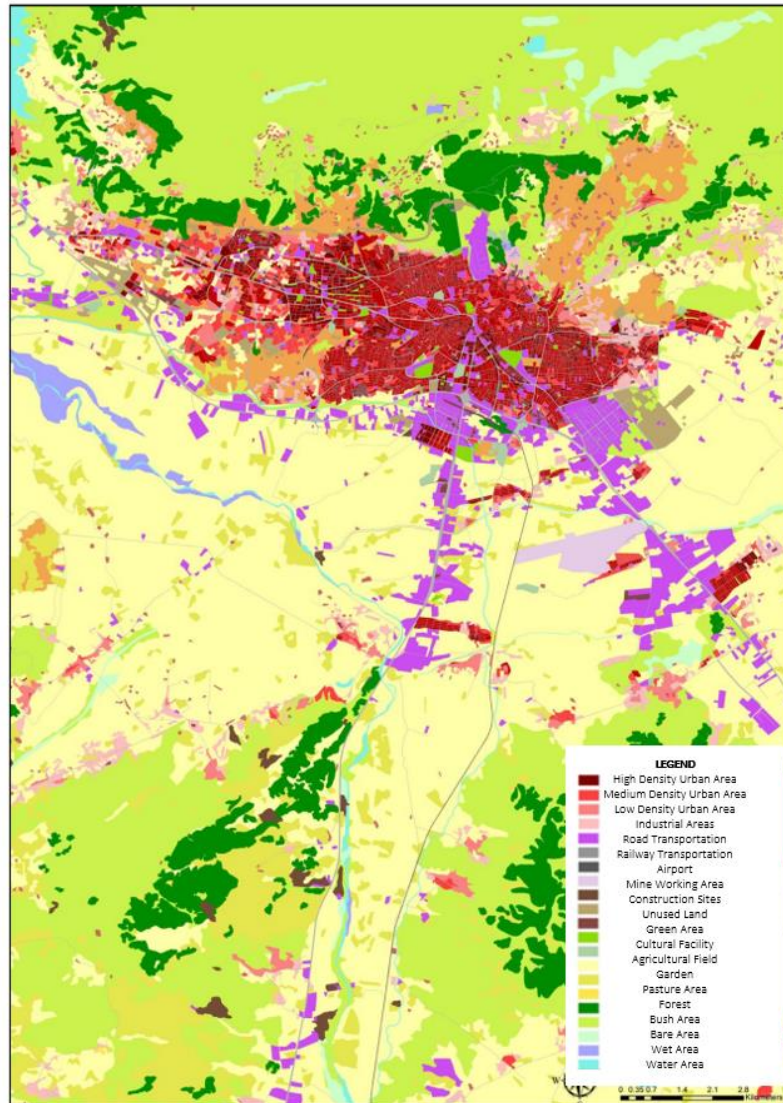 LEGEND
High Density Urban Area
Medium Density Urban Area
Low Density Urban Area
Industrial Areas
Road Transportation
Railway Transportation
Airport
Mine Working Area
Construction Sites
Unused Land
Green Area
Cultural Facility
Agricultural Field
Garden
Pasture Area
Forest
Bush Area
Bare Area
Wet Area
Water Area
W
0 0.35 0.7 1.4 2.1 2.8
Kilometers